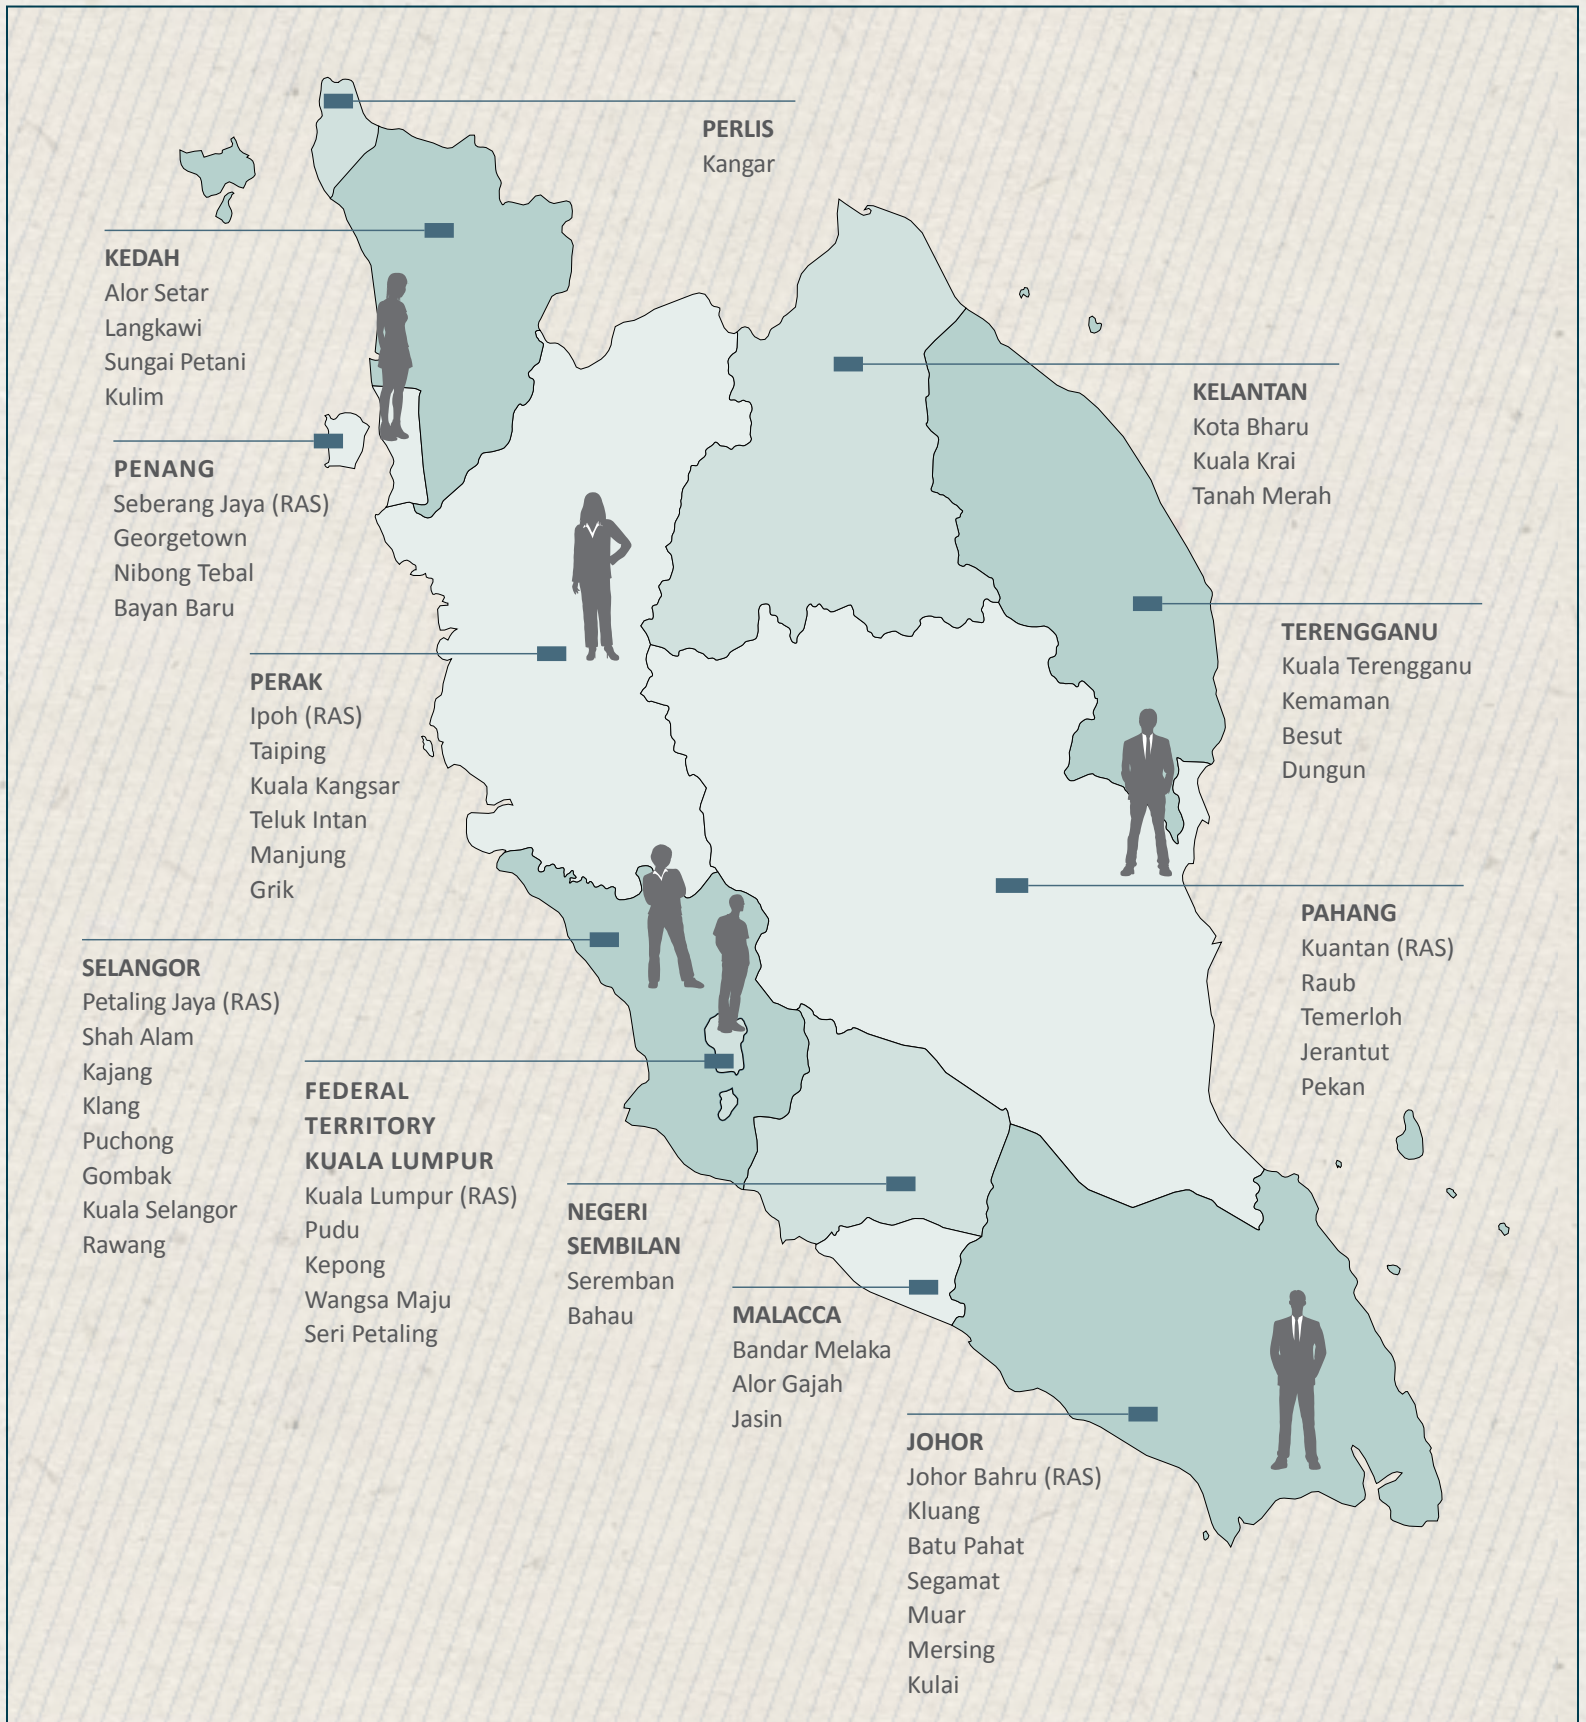 PERLIS
Kangar
KEDAH
Alor Setar
Langkawi
Sungai Petani
Kulim
PENANG
Seberang Jaya (RAS)
Georgetown
Nibong Tebal
Bayan Baru
KELANTAN
Kota Bharu
Kuala Krai
Tanah Merah
TERENGGANU
Kuala Terengganu
Kemaman
Besut
Dungun
PERAK
Ipoh (RAS)
Taiping
Kuala Kangsar
Teluk Intan
Manjung
Grik
PAHANG
Kuantan (RAS)
Raub
Temerloh
Jerantut
Pekan
SELANGOR
Petaling Jaya (RAS)
Shah Alam
Kajang
Klang
Puchong
Gombak
Kuala Selangor
Rawang
FEDERAL
TERRITORY
KUALA LUMPUR
Kuala Lumpur (RAS)
Pudu
Kepong
Wangsa Maju
Seri Petaling
NEGERI
SEMBILAN
Seremban
Bahau
MALACCA
Bandar Melaka
Alor Gajah
Jasin
JOHOR
Johor Bahru (RAS)
Kluang
Batu Pahat
Segamat
Muar
Mersing
Kulai